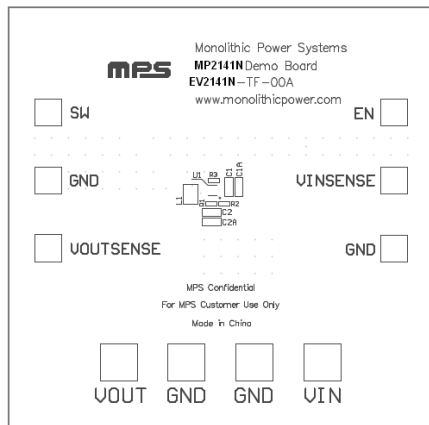 mps
Monolithic Power Systems
MP2141N Demo Board
EV2141N-TF-00A
www.monolithicpower.com
SW
EN
GND
VINSENSE
VOUTSENSE
GND
U1
R3
C1
C1A
L1
R1
R2
C2
C2A
MPS Confidential
For MPS Customer Use Only
Made in China
VOUT GND GND VIN